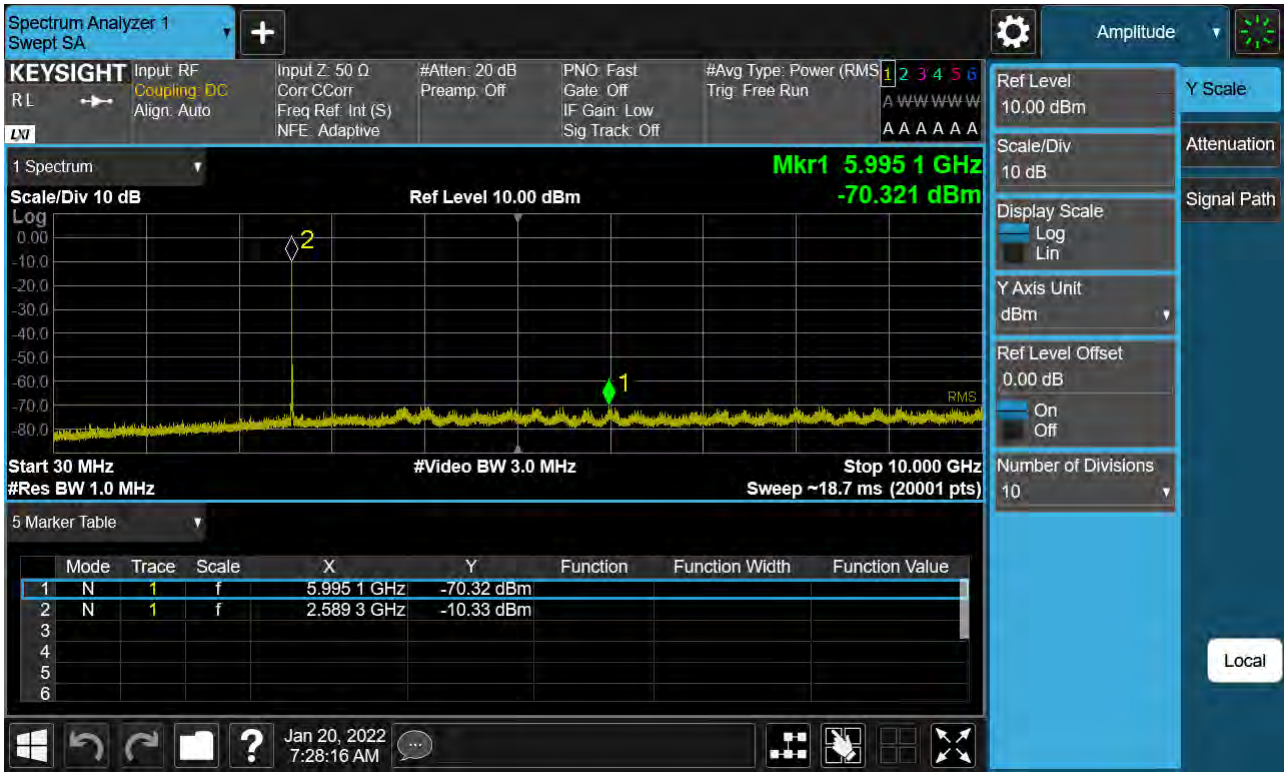 Spectrum Analyzer 1
Swept SA
+
Amplitude
KEYSIGHT
RL
LXI
Input: RF
Coupling: DC
Align: Auto
Input Z: 50 Ω
Corr CCorr
Freq Ref: Int (S)
NFE: Adaptive
#Atten: 20 dB
Preamp: Off
PNO: Fast
Gate: Off
IF Gain: Low
Sig Track: Off
#Avg Type: Power (RMS
Trig: Free Run
1 2 3 4 5 6
A W W W W W
A A A A A A
1 Spectrum
Mkr1 5.995 1 GHz
-70.321 dBm
Scale/Div 10 dB
Ref Level 10.00 dBm
Log
0.00
-10.0
-20.0
-30.0
-40.0
-50.0
-60.0
-70.0
-80.0
2
1
RMS
Start 30 MHz
#Video BW 3.0 MHz
Stop 10.000 GHz
#Res BW 1.0 MHz
Sweep ~18.7 ms (20001 pts)
5 Marker Table
Mode Trace Scale X Y Function Function Width Function Value
1 N 1 f 5.995 1 GHz -70.32 dBm
2 N 1 f 2.589 3 GHz -10.33 dBm
3
4
5
6
Ref Level
10.00 dBm
Scale/Div
10 dB
Display Scale
Log
Lin
Y Axis Unit
dBm
Ref Level Offset
0.00 dB
On
Off
Number of Divisions
10
Y Scale
Attenuation
Signal Path
Local
?
Jan 20, 2022
7:28:16 AM